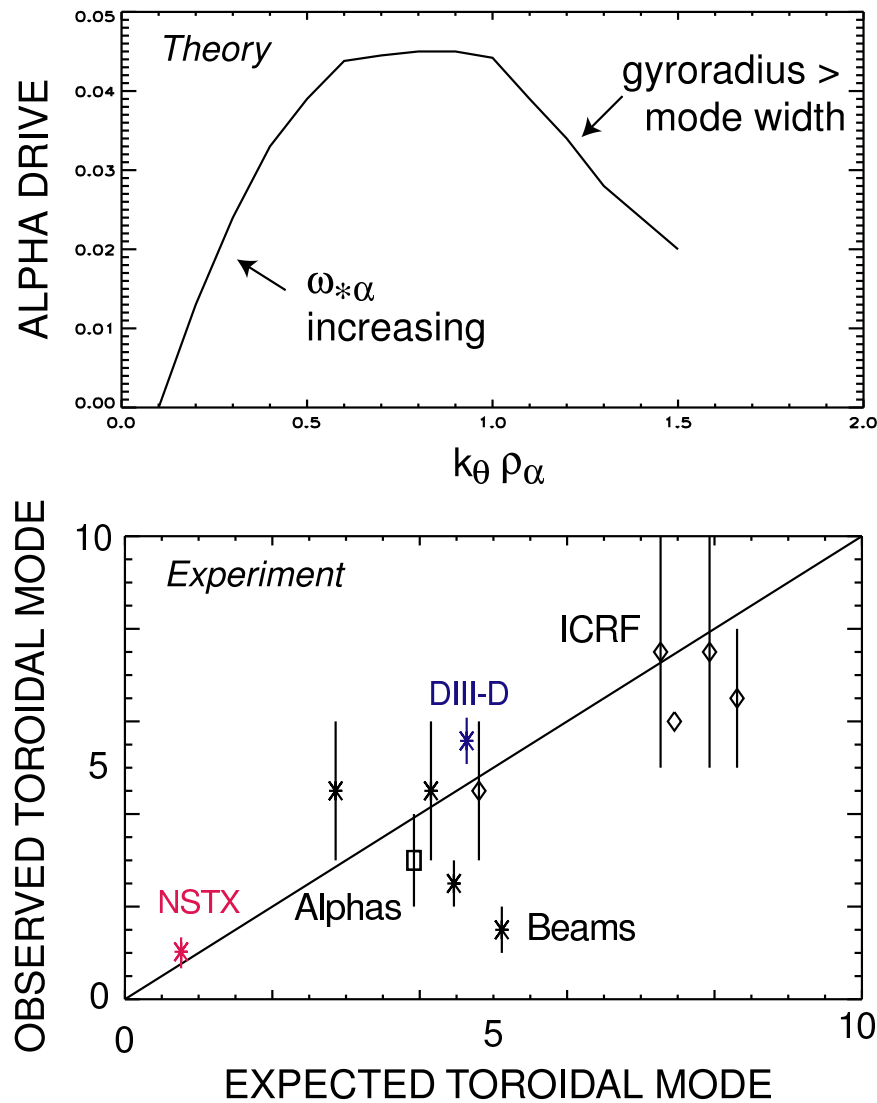 0.05
Theory
gyroradius >
mode width
0.04
ALPHA DRIVE
0.03
0.02
ω*α
increasing
0.01
0.00
0.0 0.5 1.0 1.5 2.0
kθ ρα
OBSERVED TOROIDAL MODE
10
Experiment
ICRF
DIII-D
5
NSTX
Alphas
Beams
0
0 5 10
EXPECTED TOROIDAL MODE